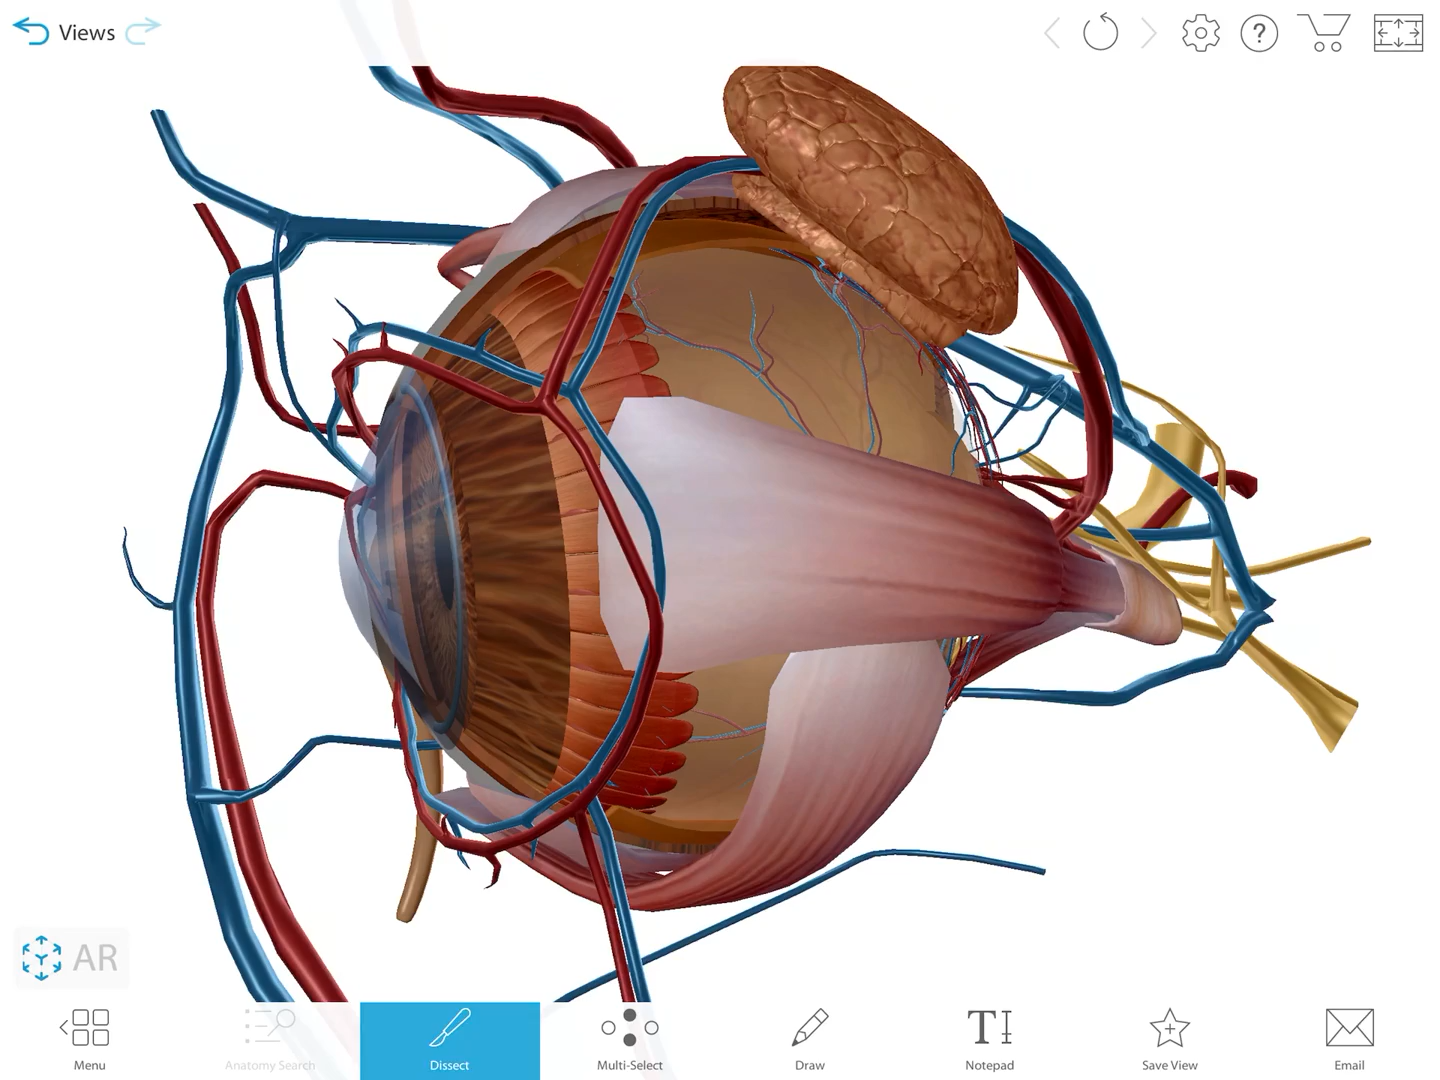 Views
?
AR
Menu
Anatomy Search
Dissect
Multi-Select
Draw
Notepad
Save View
Email